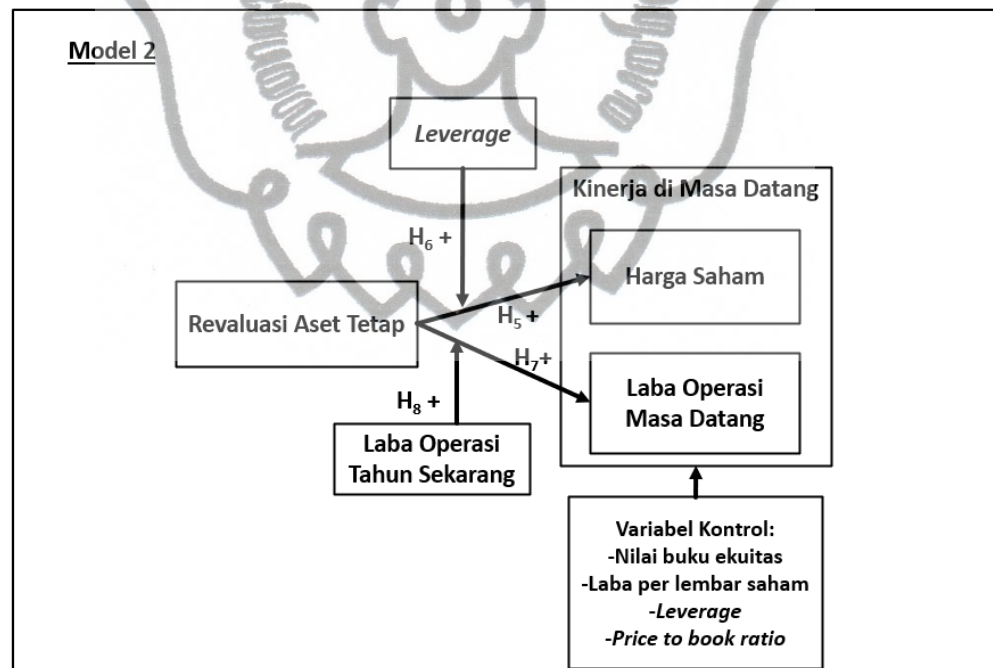 Model 2
Leverage
Kinerja di Masa Datang
H₆ +
Harga Saham
Revaluasi Aset Tetap
H₅ +
H₇+
Laba Operasi
Masa Datang
H₈ +
Laba Operasi
Tahun Sekarang
Variabel Kontrol:
-Nilai buku ekuitas
-Laba per lembar saham
-Leverage
-Price to book ratio